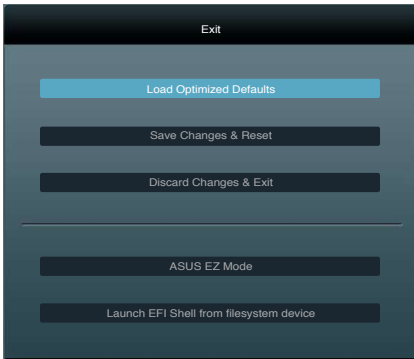 Exit
Load Optimized Defaults
Save Changes & Reset
Discard Changes & Exit
ASUS EZ Mode
Launch EFI Shell from filesystem device